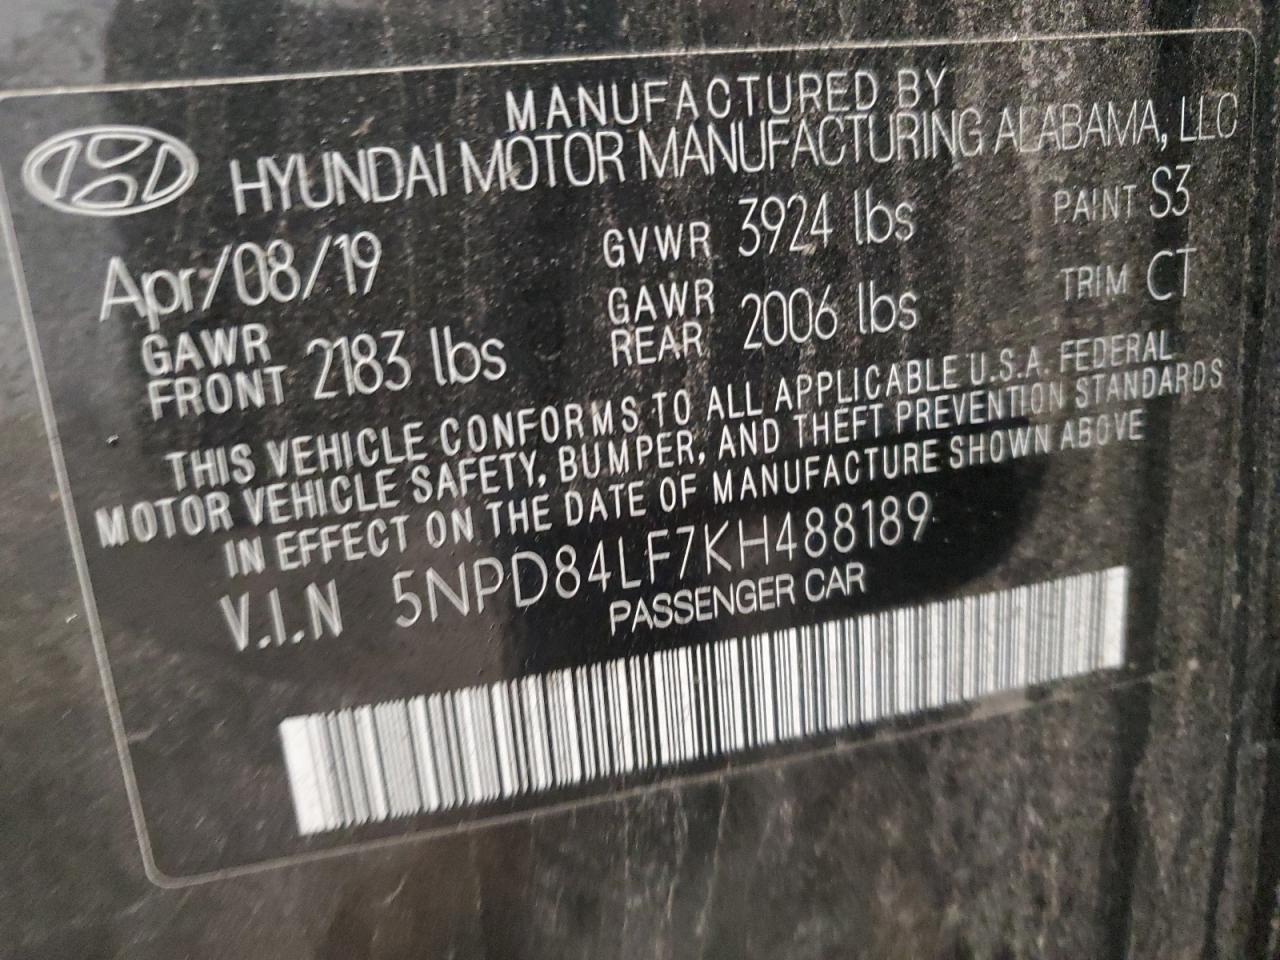 MANUFACTURED BY
HYUNDAI MOTOR MANUFACTURING ALABAMA, LLC
Apr/08/19 GVWR 3924 lbs PAINT S3
GAWR FRONT 2183 lbs GAWR REAR 2006 lbs TRIM CT
THIS VEHICLE CONFORMS TO ALL APPLICABLE U.S.A. FEDERAL
MOTOR VEHICLE SAFETY, BUMPER, AND THEFT PREVENTION STANDARDS
IN EFFECT ON THE DATE OF MANUFACTURE SHOWN ABOVE
V.I.N 5NPD84LF7KH488189
PASSENGER CAR